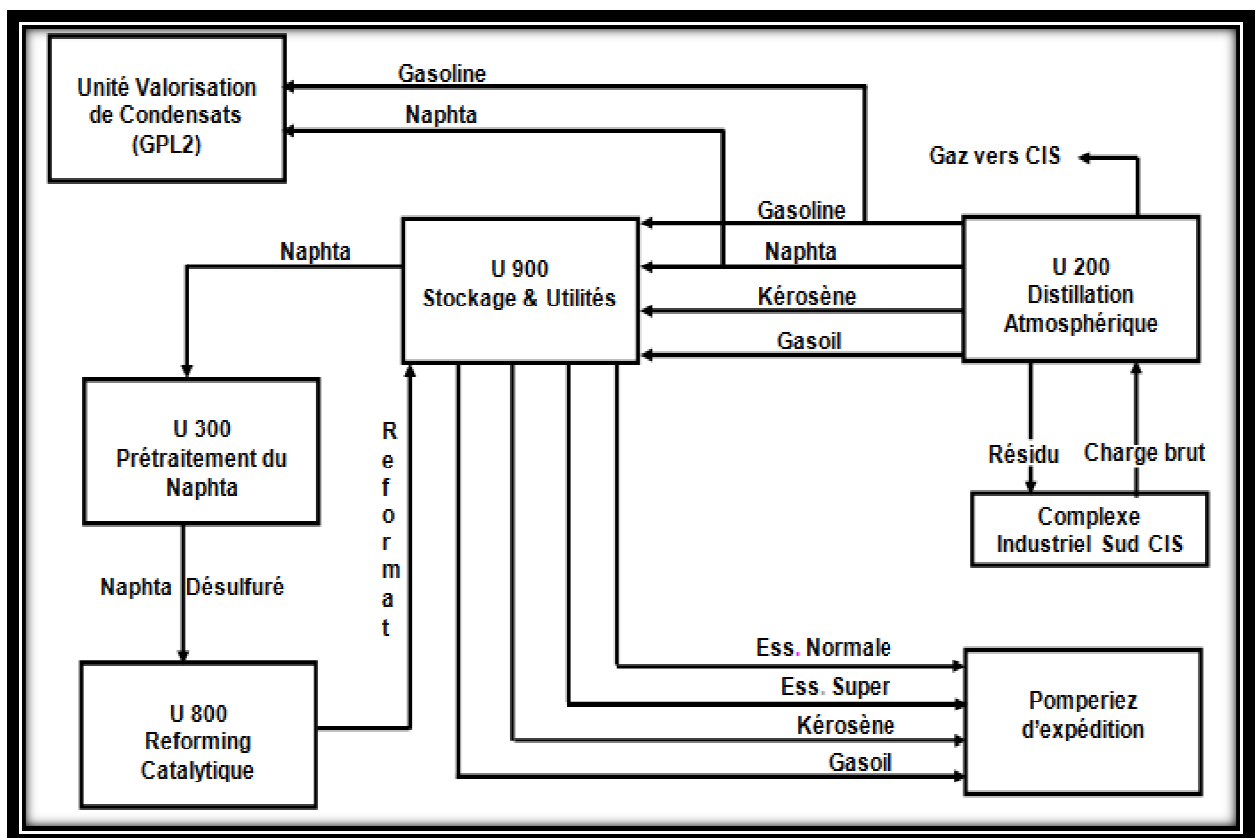 Unité Valorisation
de Condensats
(GPL2)
Gasoline
Naphta
Gaz vers CIS
Gasoline
Naphta
Kérosène
Gasoil
U 900
Stockage & Utilités
U 200
Distillation
Atmosphérique
Naphta
U 300
Prétraitement du
Naphta
Reformat
Résidu
Charge brut
Complexe
Industriel Sud CIS
Naphta Désulfuré
U 800
Reforming
Catalytique
Ess. Normale
Ess. Super
Kérosène
Gasoil
Pomperiez
d'expédition